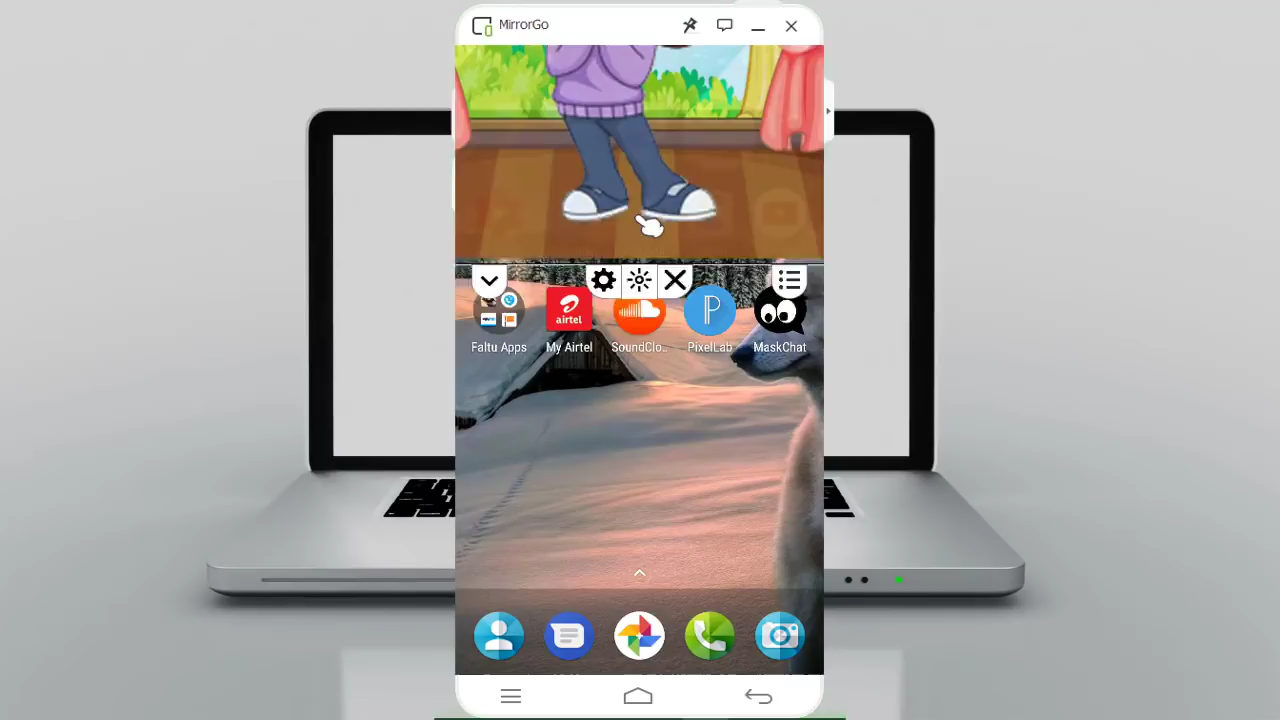 MirrorGo
airtel
Faltu Apps
My Airtel
SoundClo..
PixelLab
MaskChat